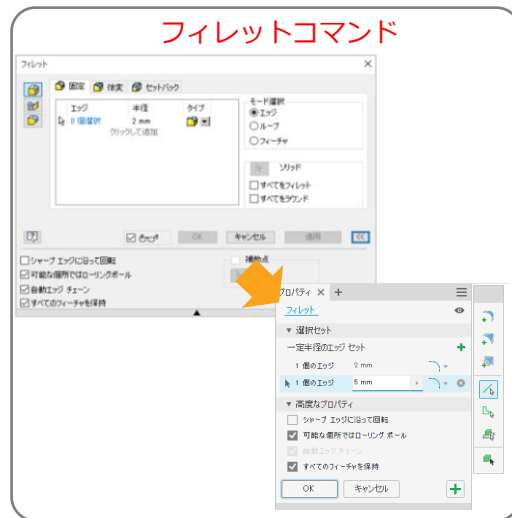 フィレットコマンド
フィレット
固定 可変 セットバック
エッジ 半径 タイプ
0 個選択 2 mm
クリックして追加
モード選択
エッジ
ループ
フィーチャ
ソリッド
すべてをフィレット
すべてをラウンド
OK キャンセル 適用 <<
シャープ エッジに沿って回転
可能な個所ではローリングボール
自動エッジ チェーン
すべてのフィーチャを保持
補助点
プロパティ × +
フィレット
▼ 選択セット
一定半径のエッジ セット
1 個のエッジ 2 mm
1 個のエッジ 5 mm
▼ 高度なプロパティ
シャープ エッジに沿って回転
可能な個所ではローリング ボール
自動エッジ チェーン
すべてのフィーチャを保持
OK キャンセル +